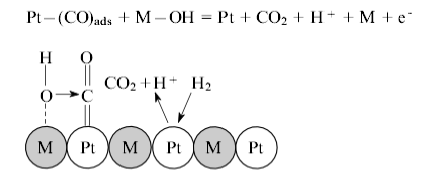 Pt–(CO)ads + M–OH = Pt + CO2 + H+ + M + e-
H O
CO2+H+ H2
O→C
M Pt M Pt M Pt